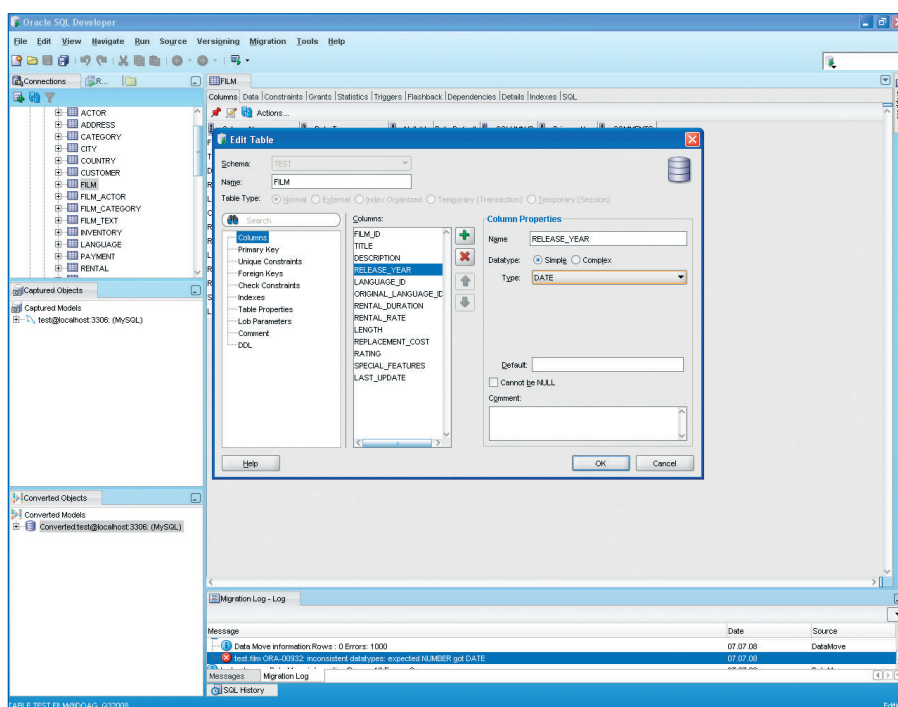 Oracle SQL Developer
File Edit View Navigate Run Source Versioning Migration Tools Help
Connections R...
FILM
Columns Data Constraints Grants Statistics Triggers Flashback Dependencies Details Indexes SQL
Actions...
ACTOR
ADDRESS
CATEGORY
CITY
COUNTRY
CUSTOMER
FILM
FILM_ACTOR
FILM_CATEGORY
FILM_TEXT
INVENTORY
LANGUAGE
PAYMENT
RENTAL
Edit Table
Schema: TEST
Name: FILM
Table Type: Normal External Index Organized Temporary (Transaction) Temporary (Session)
Search
Columns
Primary Key
Unique Constraints
Foreign Keys
Check Constraints
Indexes
Table Properties
Lob Parameters
Comment
DDL
Columns:
FILM_ID
TITLE
DESCRIPTION
RELEASE_YEAR
LANGUAGE_ID
ORIGINAL_LANGUAGE_ID
RENTAL_DURATION
RENTAL_RATE
LENGTH
REPLACEMENT_COST
RATING
SPECIAL_FEATURES
LAST_UPDATE
Column Properties
Name RELEASE_YEAR
Datatype: Simple Complex
Type: DATE
Default:
Cannot be NULL
Comment:
Help OK Cancel
Captured Objects
Captured Models
test@localhost:3306: (MySQL)
Converted Objects
Converted Models
Converted:test@localhost:3306: (MySQL)
Migration Log - Log
Message Date Source
Data Move information:Rows : 0 Errors: 1000 07.07.08 DataMove
test.film ORA-00932: inconsistent datatypes: expected NUMBER got DATE 07.07.08
Messages Migration Log
SQL History